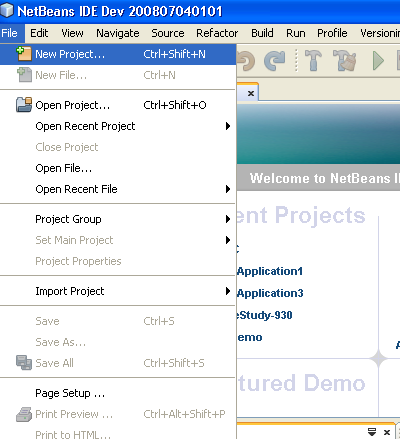 NetBeans IDE Dev 200807040101
File Edit View Navigate Source Refactor Build Run Profile Versionin
New Project... Ctrl+Shift+N
New File... Ctrl+N
Open Project... Ctrl+Shift+O
Open Recent Project
Close Project
Open File...
Open Recent File
Project Group
Set Main Project
Project Properties
Import Project
Save Ctrl+S
Save As...
Save All Ctrl+Shift+S
Page Setup ...
Print Preview ... Ctrl+Alt+Shift+P
Print to HTML...
Welcome to NetBeans I
ent Projects
Application1
Application3
eStudy-930
emo
tured Demo